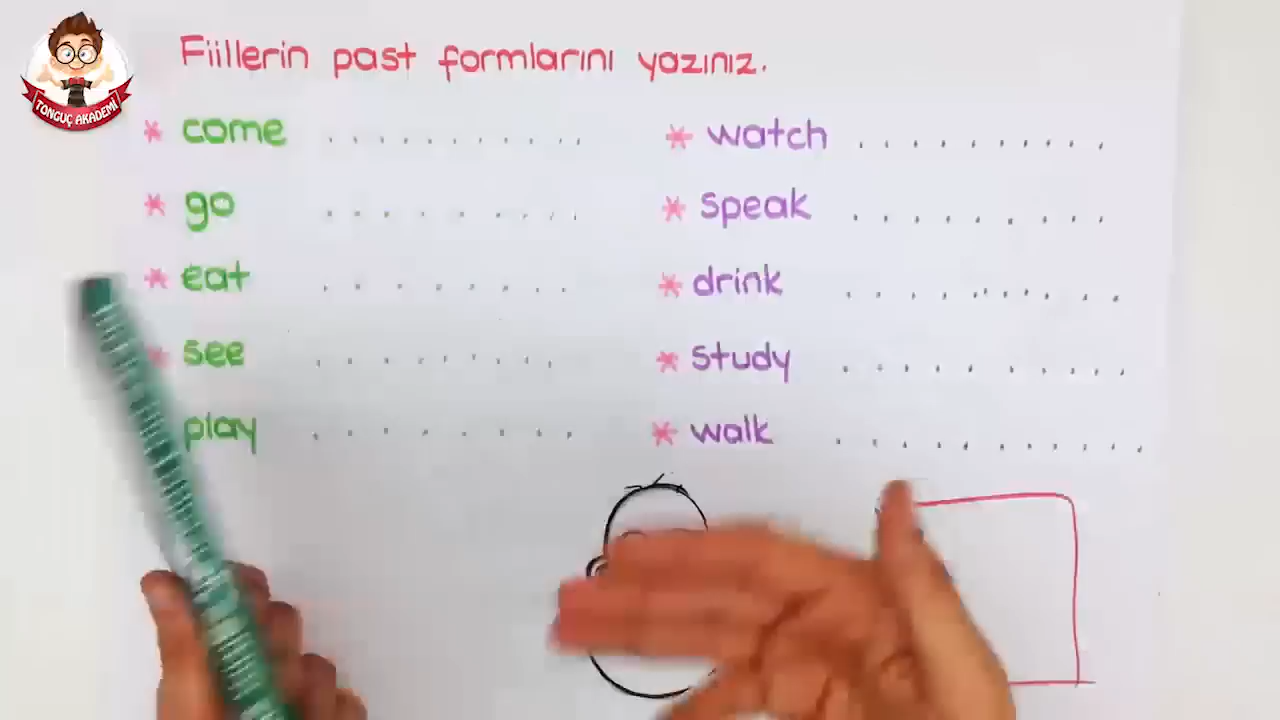 TONGUÇ AKADEMİ
Fiillerin past formlarını yazınız.
* come ...........
* go .........
* eat ........
* see ........
play ........
* watch ..........
* speak .........
* drink ...........
* study ..........
* walk ...........